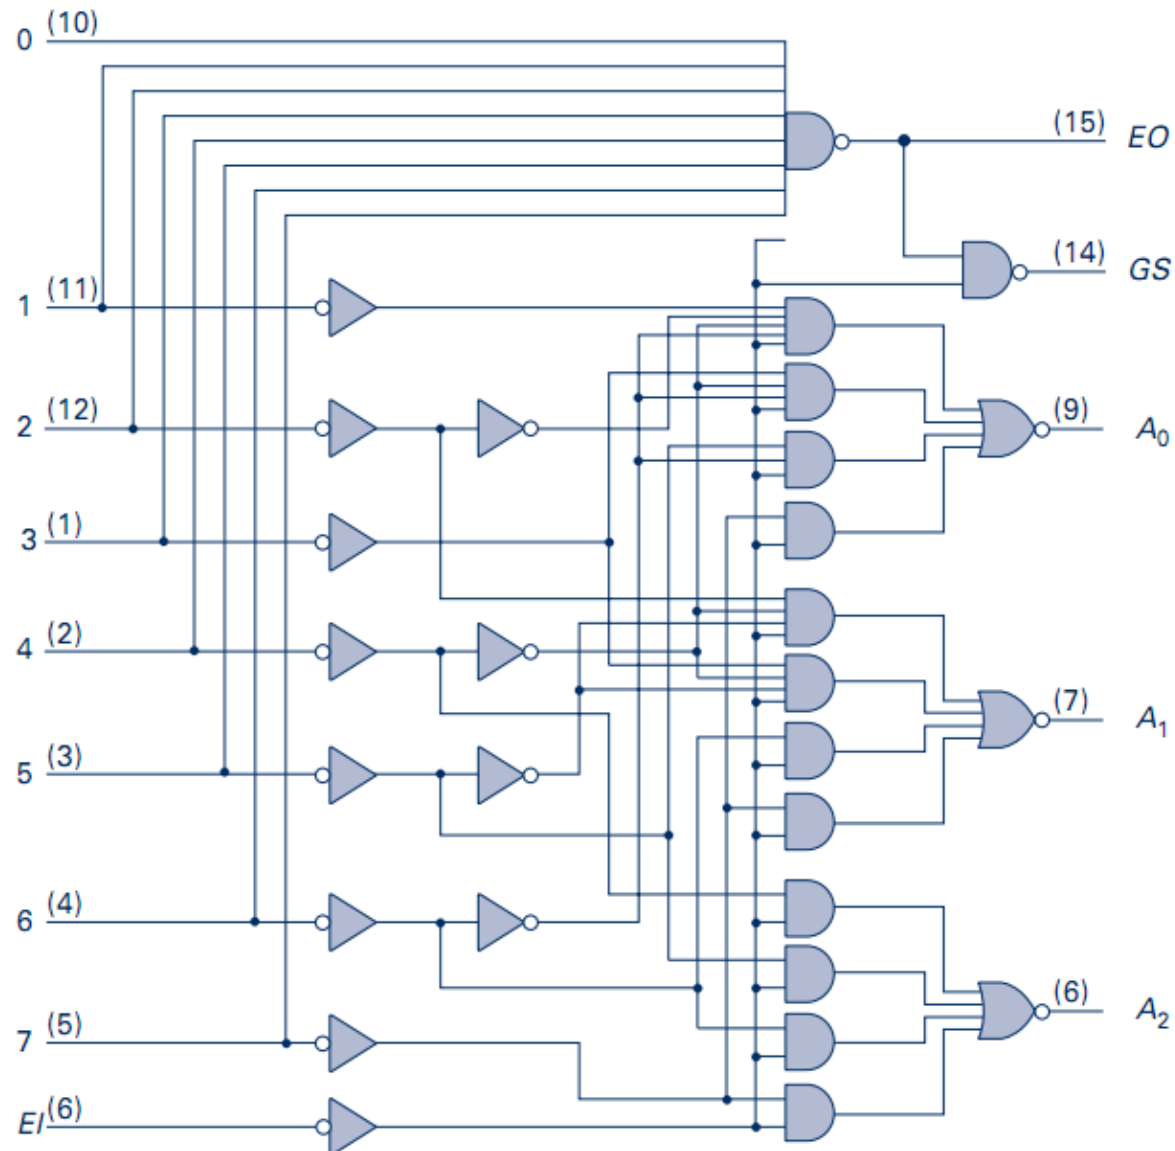 0 (10)
(15) EO
(14) GS
1 (11)
2 (12)
(9) A₀
3 (1)
4 (2)
(7) A₁
5 (3)
6 (4)
(6) A₂
7 (5)
EI (6)